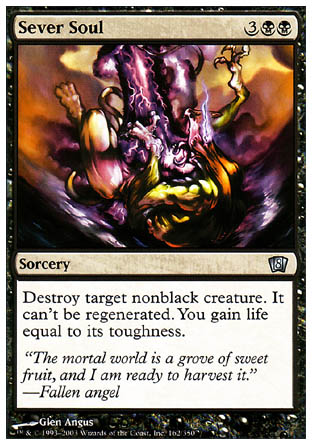 Sever Soul 3
Sorcery 8
Destroy target nonblack creature. It
can't be regenerated. You gain life
equal to its toughness.
"The mortal world is a grove of sweet
fruit, and I am ready to harvest it."
—Fallen angel
Glen Angus
™ & © 1993–2003 Wizards of the Coast, Inc. 162/350